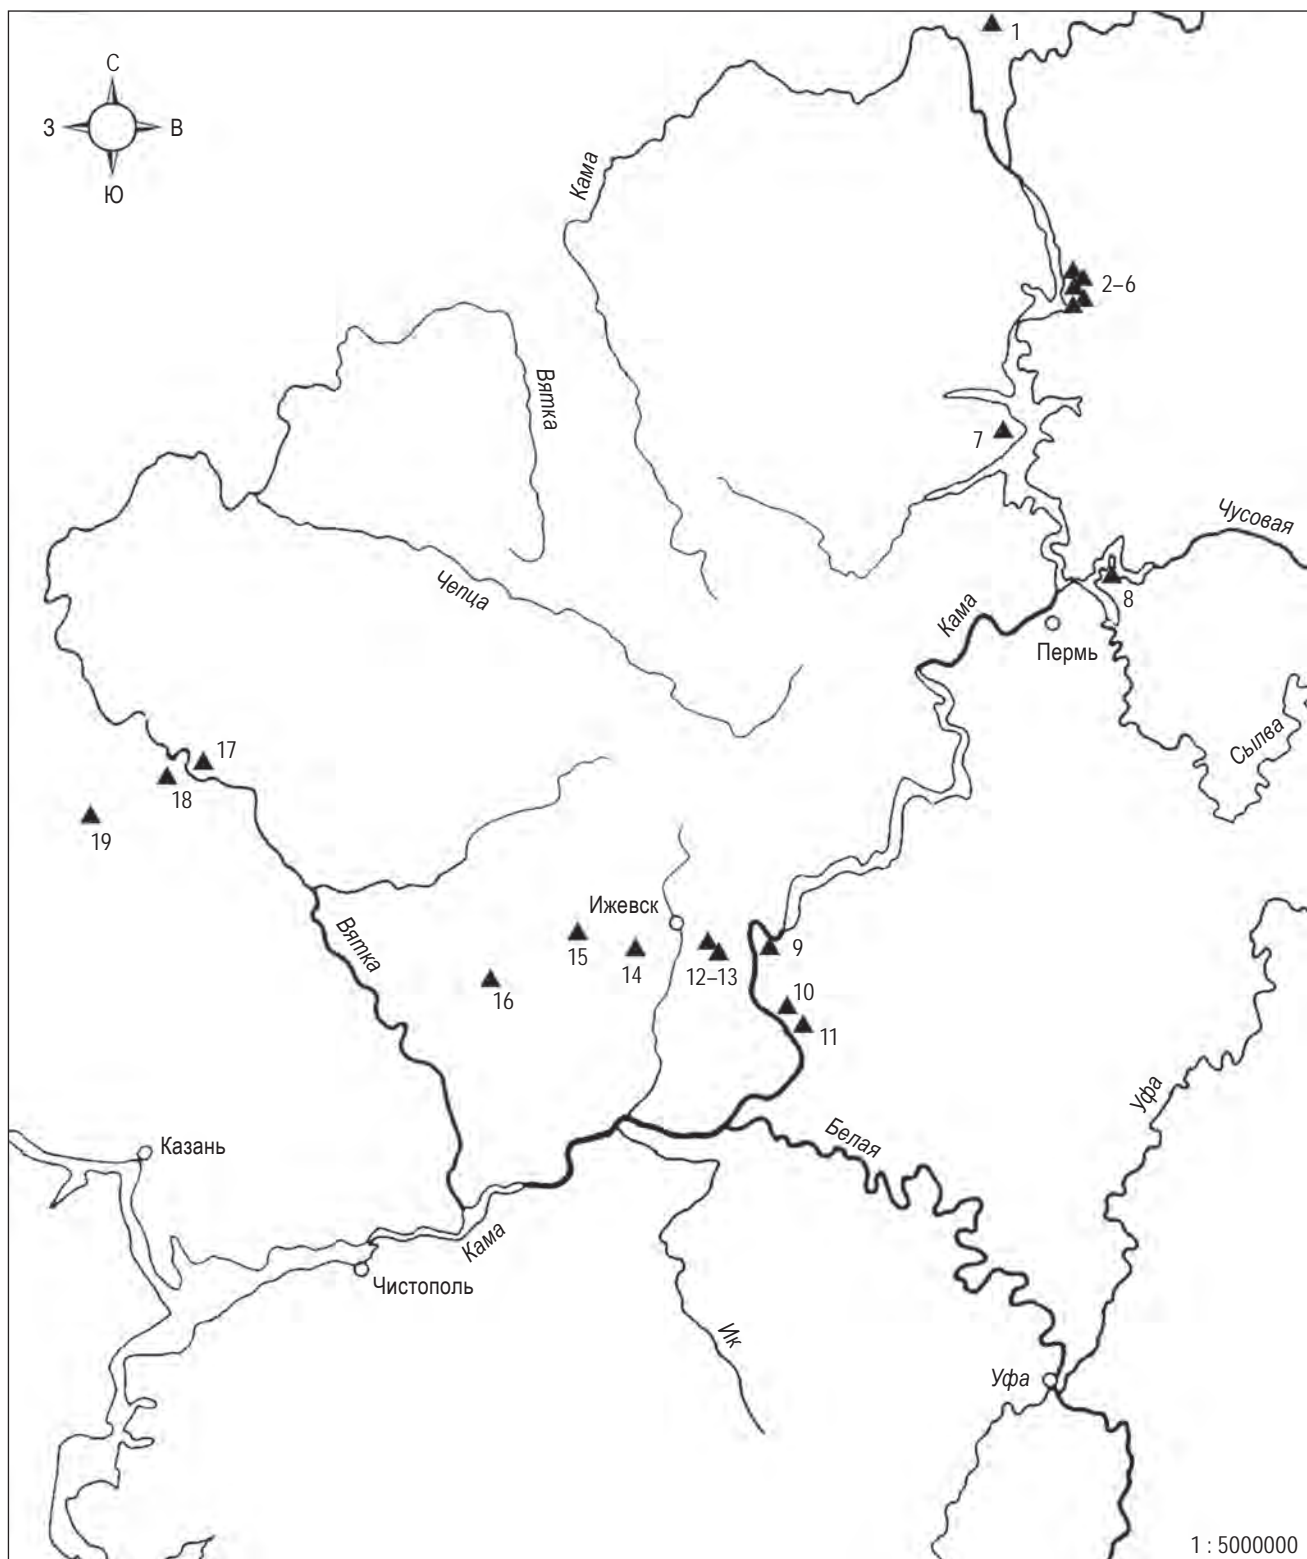 1
С
З
В
Ю
Кама
2–6
Вятка
7
Чусовая
Чепца
8
Кама
Пермь
Сылва
17
18
19
Ижевск
Вятка
15
14
12–13
9
16
10
11
Уфа
Белая
Казань
Кама
Чистополь
Ик
Уфа
1 : 5000000